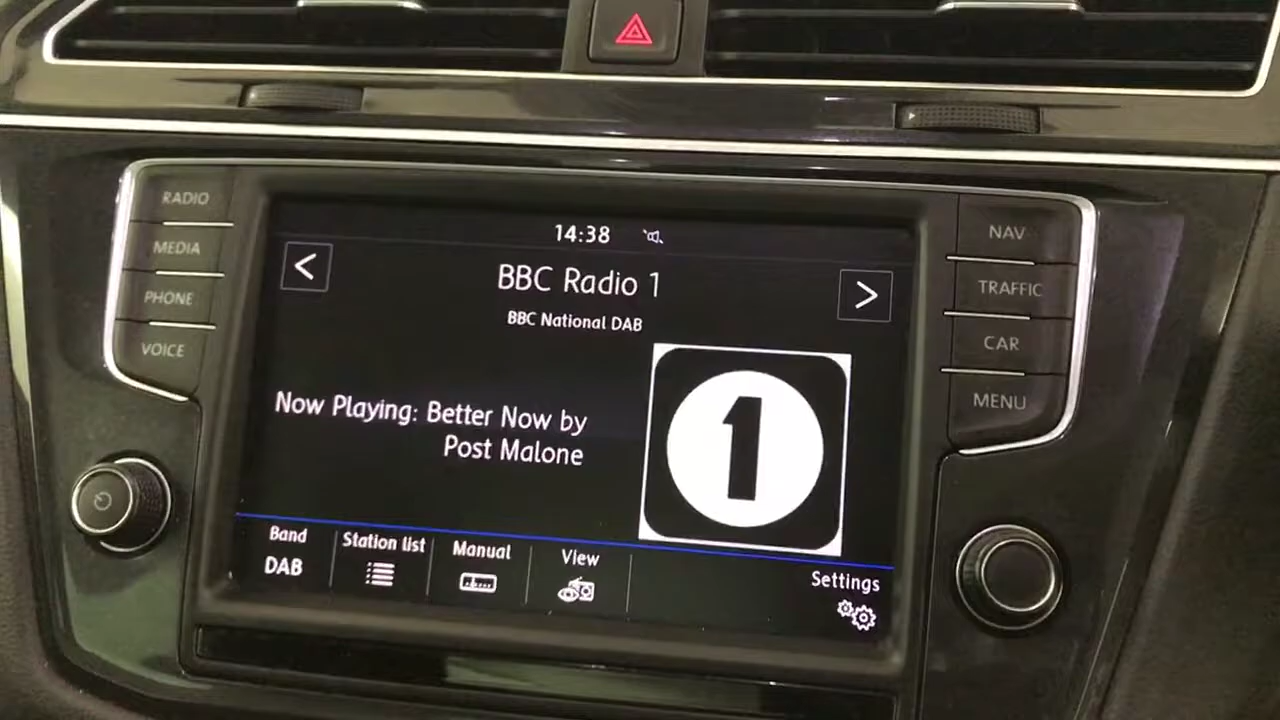 RADIO
MEDIA
PHONE
VOICE
14:38
BBC Radio 1
BBC National DAB
Now Playing: Better Now by
Post Malone
1
Band
DAB
Station list
Manual
View
Settings
NAV
TRAFFIC
CAR
MENU